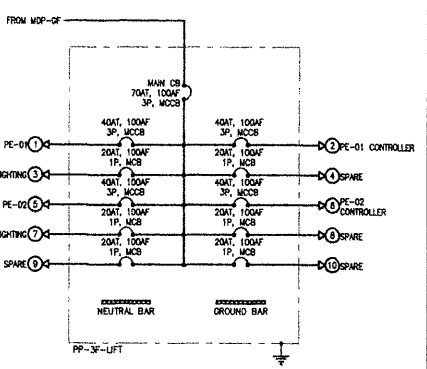 FROM MDP-GF
MAIN CB
70AT, 100AF
3P, MCCB
40AT, 100AF
3P, MCCB
40AT, 100AF
3P, MCCB
PE-01 1
2 PE-01 CONTROLLER
20AT, 100AF
1P, MCB
20AT, 100AF
1P, MCB
IGHTING 3
4 SPARE
40AT, 100AF
3P, MCCB
40AT, 100AF
3P, MCCB
PE-02 5
6 PE-02
CONTROLLER
20AT, 100AF
1P, MCB
20AT, 100AF
1P, MCB
IGHTING 7
8 SPARE
20AT, 100AF
1P, MCB
20AT, 100AF
1P, MCB
SPARE 9
10 SPARE
NEUTRAL BAR
GROUND BAR
PP-3F-LIFT